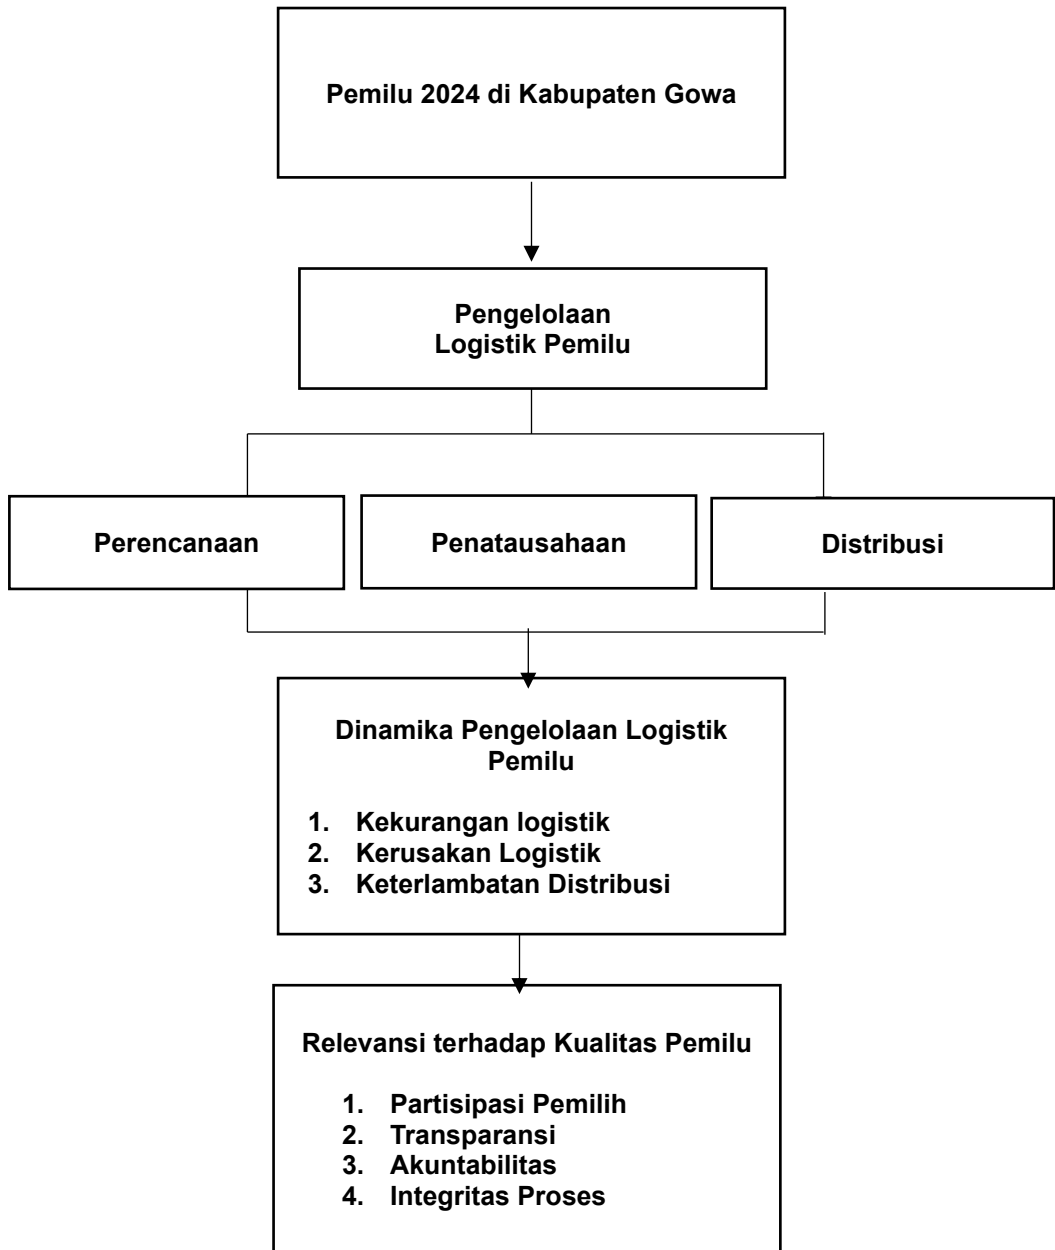 Pemilu 2024 di Kabupaten Gowa
Pengelolaan
Logistik Pemilu
Perencanaan
Penatausahaan
Distribusi
Dinamika Pengelolaan Logistik
Pemilu
1. Kekurangan logistik
2. Kerusakan Logistik
3. Keterlambatan Distribusi
Relevansi terhadap Kualitas Pemilu
1. Partisipasi Pemilih
2. Transparansi
3. Akuntabilitas
4. Integritas Proses